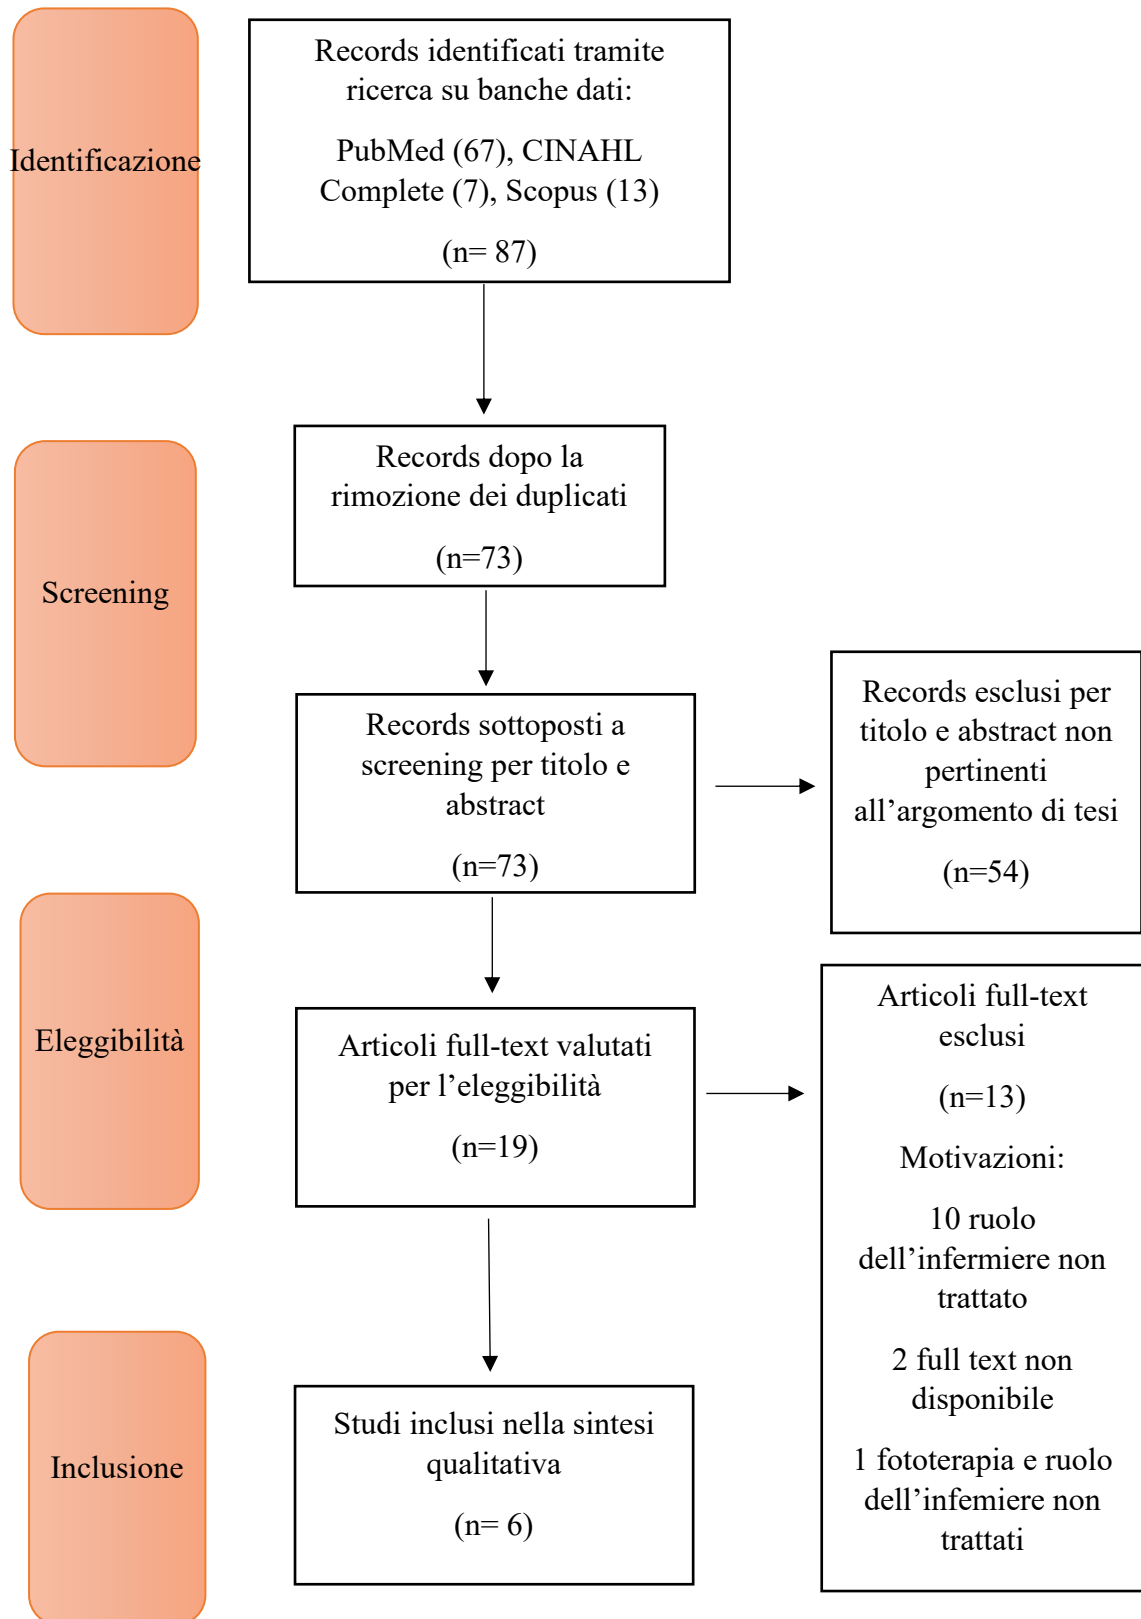 Identificazione
Records identificati tramite
ricerca su banche dati:
PubMed (67), CINAHL
Complete (7), Scopus (13)
(n= 87)
Screening
Records dopo la
rimozione dei duplicati
(n=73)
Records sottoposti a
screening per titolo e
abstract
(n=73)
Records esclusi per
titolo e abstract non
pertinenti
all’argomento di tesi
(n=54)
Eleggibilità
Articoli full-text valutati
per l’eleggibilità
(n=19)
Articoli full-text
esclusi
(n=13)
Motivazioni:
10 ruolo
dell’infermiere non
trattato
2 full text non
disponibile
1 fototerapia e ruolo
dell’infemiere non
trattati
Inclusione
Studi inclusi nella sintesi
qualitativa
(n= 6)